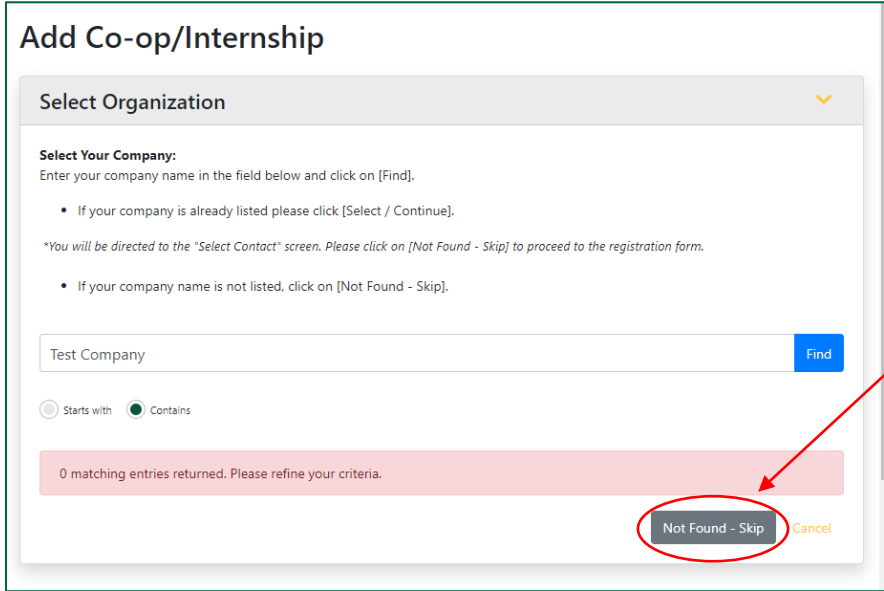 Add Co-op/Internship
Select Organization
Select Your Company:
Enter your company name in the field below and click on [Find].
• If your company is already listed please click [Select / Continue].
*You will be directed to the "Select Contact" screen. Please click on [Not Found - Skip] to proceed to the registration form.
• If your company name is not listed, click on [Not Found - Skip].
Test Company Find
Starts with Contains
0 matching entries returned. Please refine your criteria.
Not Found - Skip Cancel